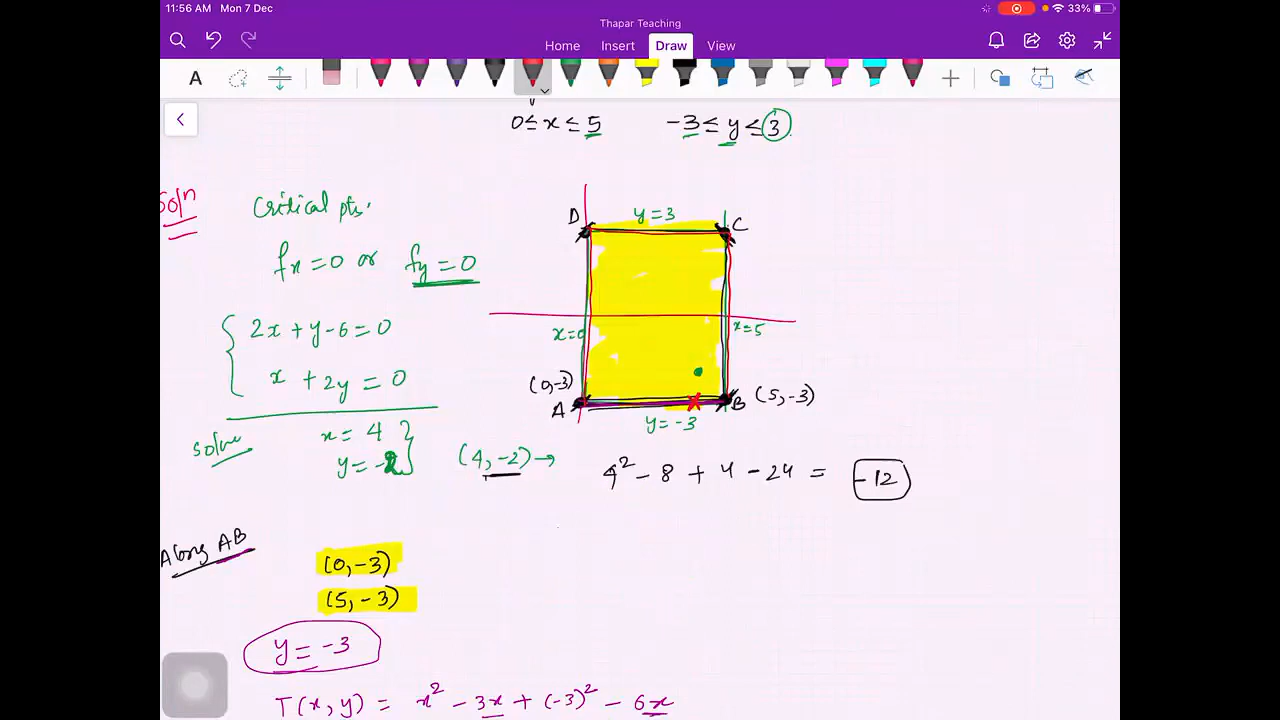 11:56 AM Mon 7 Dec
33%
Thapar Teaching
Home Insert Draw View
A
0 ≤ x ≤ 5 -3 ≤ y ≤ 3
Soln
Critical pts.
fx = 0 or fy = 0
2x + y - 6 = 0
x + 2y = 0
solve
x = 4
y = -2
(4, -2) → 4² - 8 + 4 - 24 = -12
D y = 3 C
x = 0 x = 5
(0, -3)
A B (5, -3)
y = -3
Along AB
(0, -3)
(5, -3)
y = -3
T(x, y) = x² - 3x + (-3)² - 6x